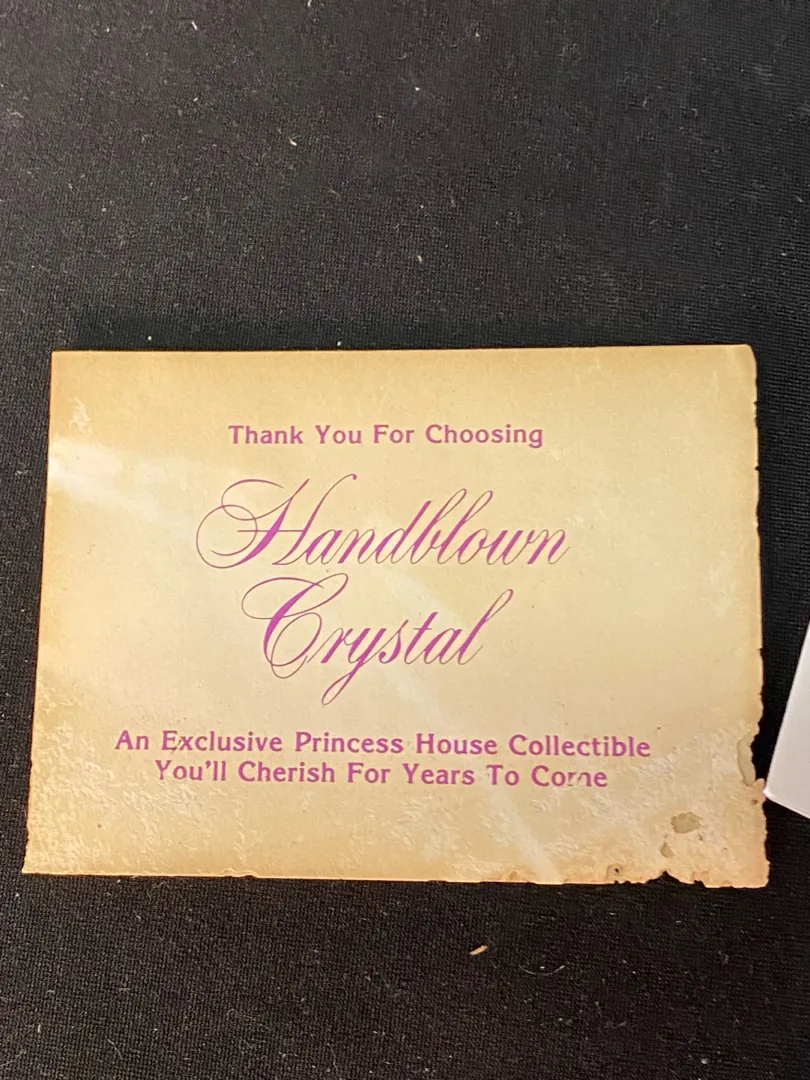 Thank You For Choosing
Handblown
Crystal
An Exclusive Princess House Collectible
You'll Cherish For Years To Come